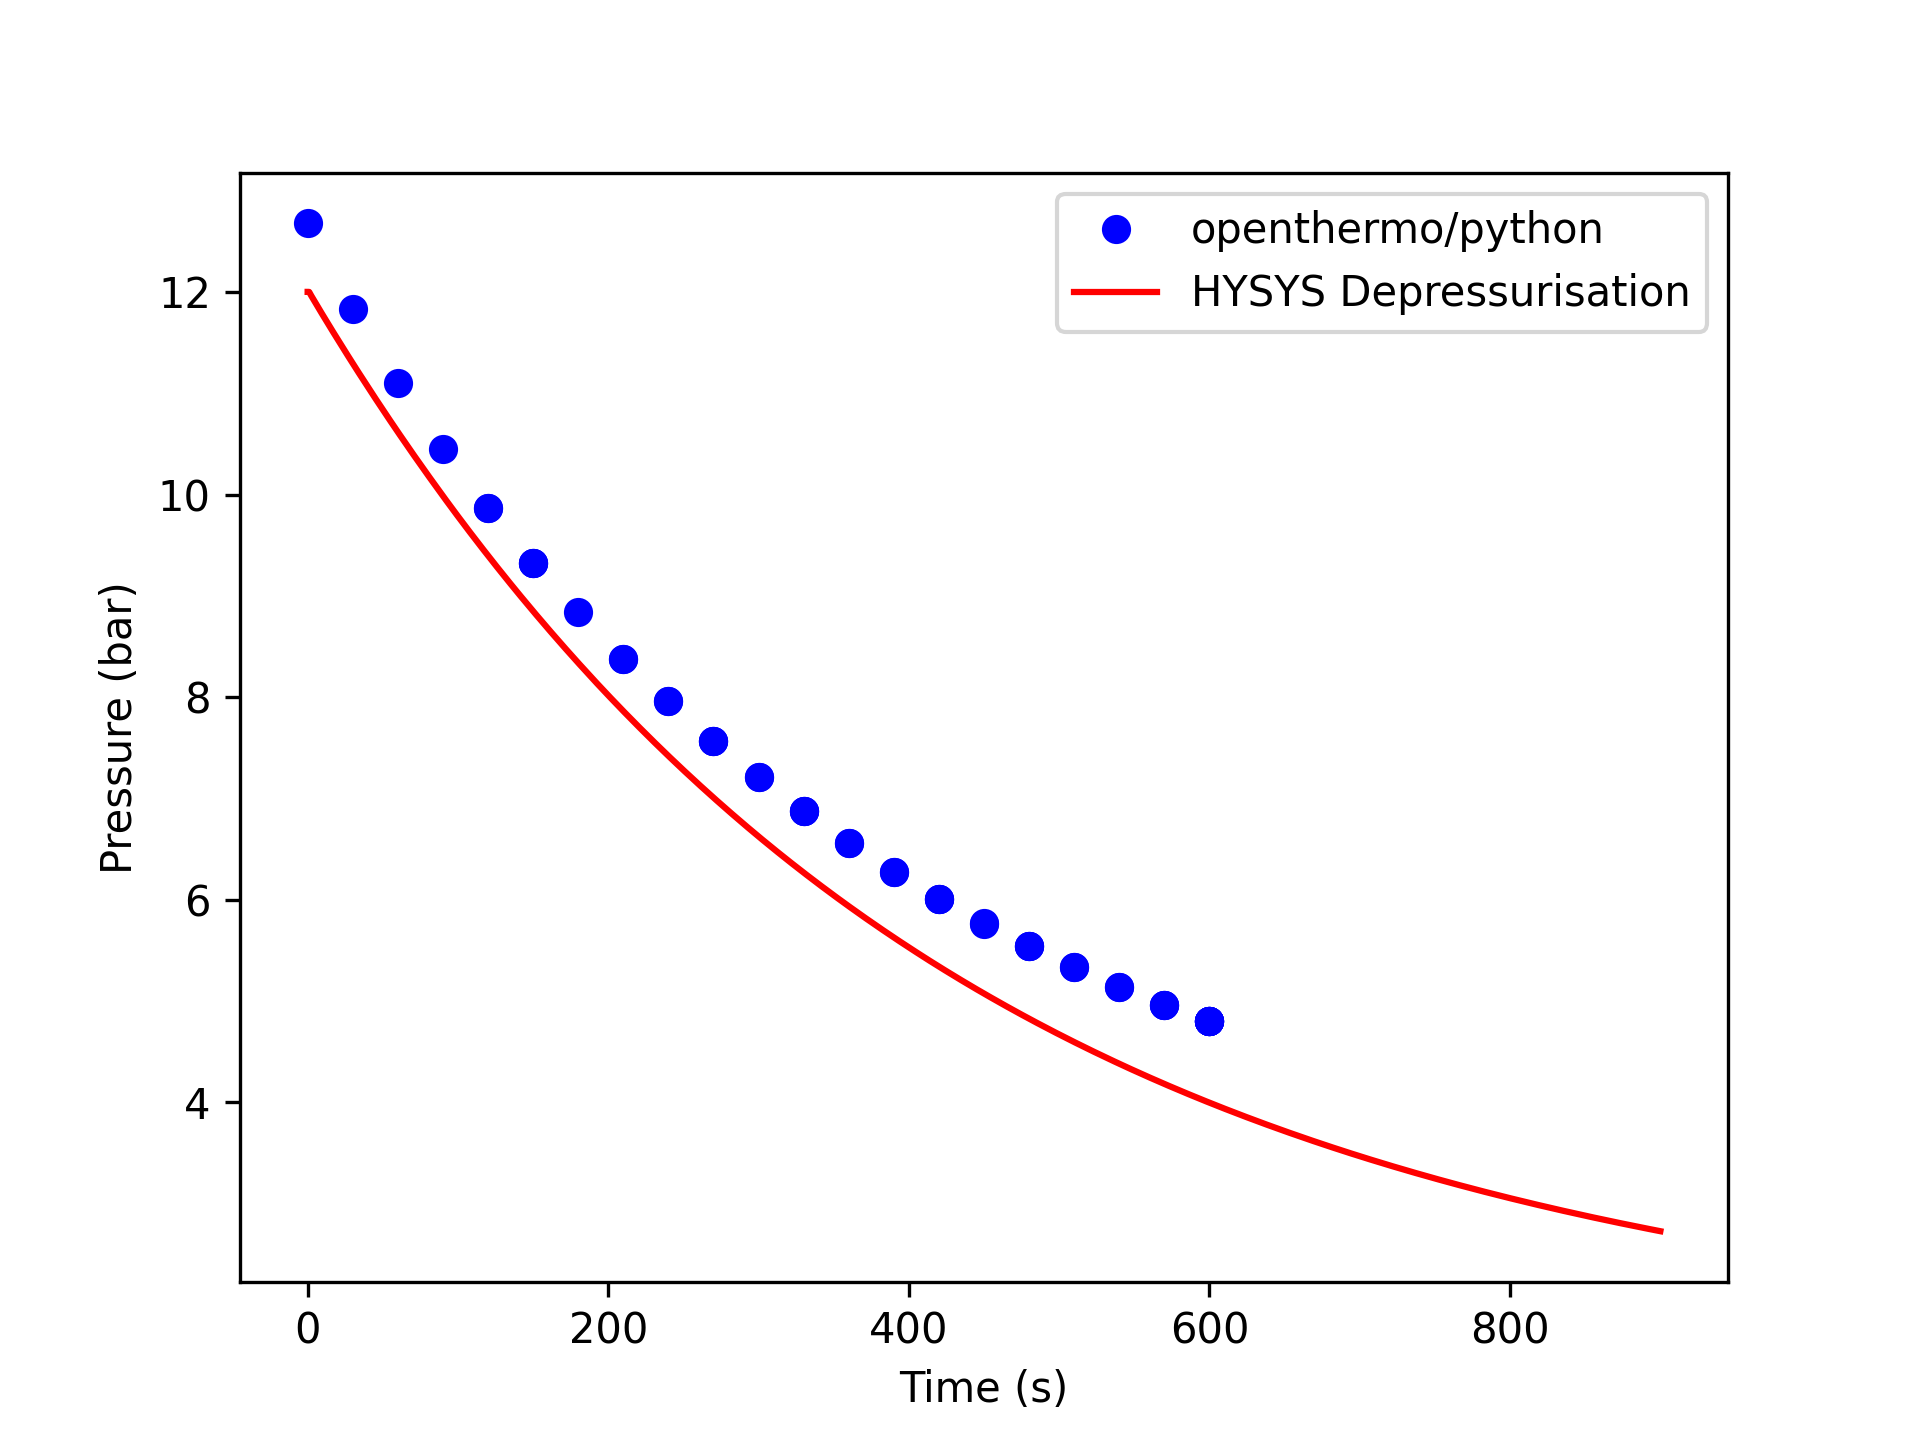 openthermo/python
HYSYS Depressurisation
12
10
8
6
4
Pressure (bar)
0 200 400 600 800
Time (s)